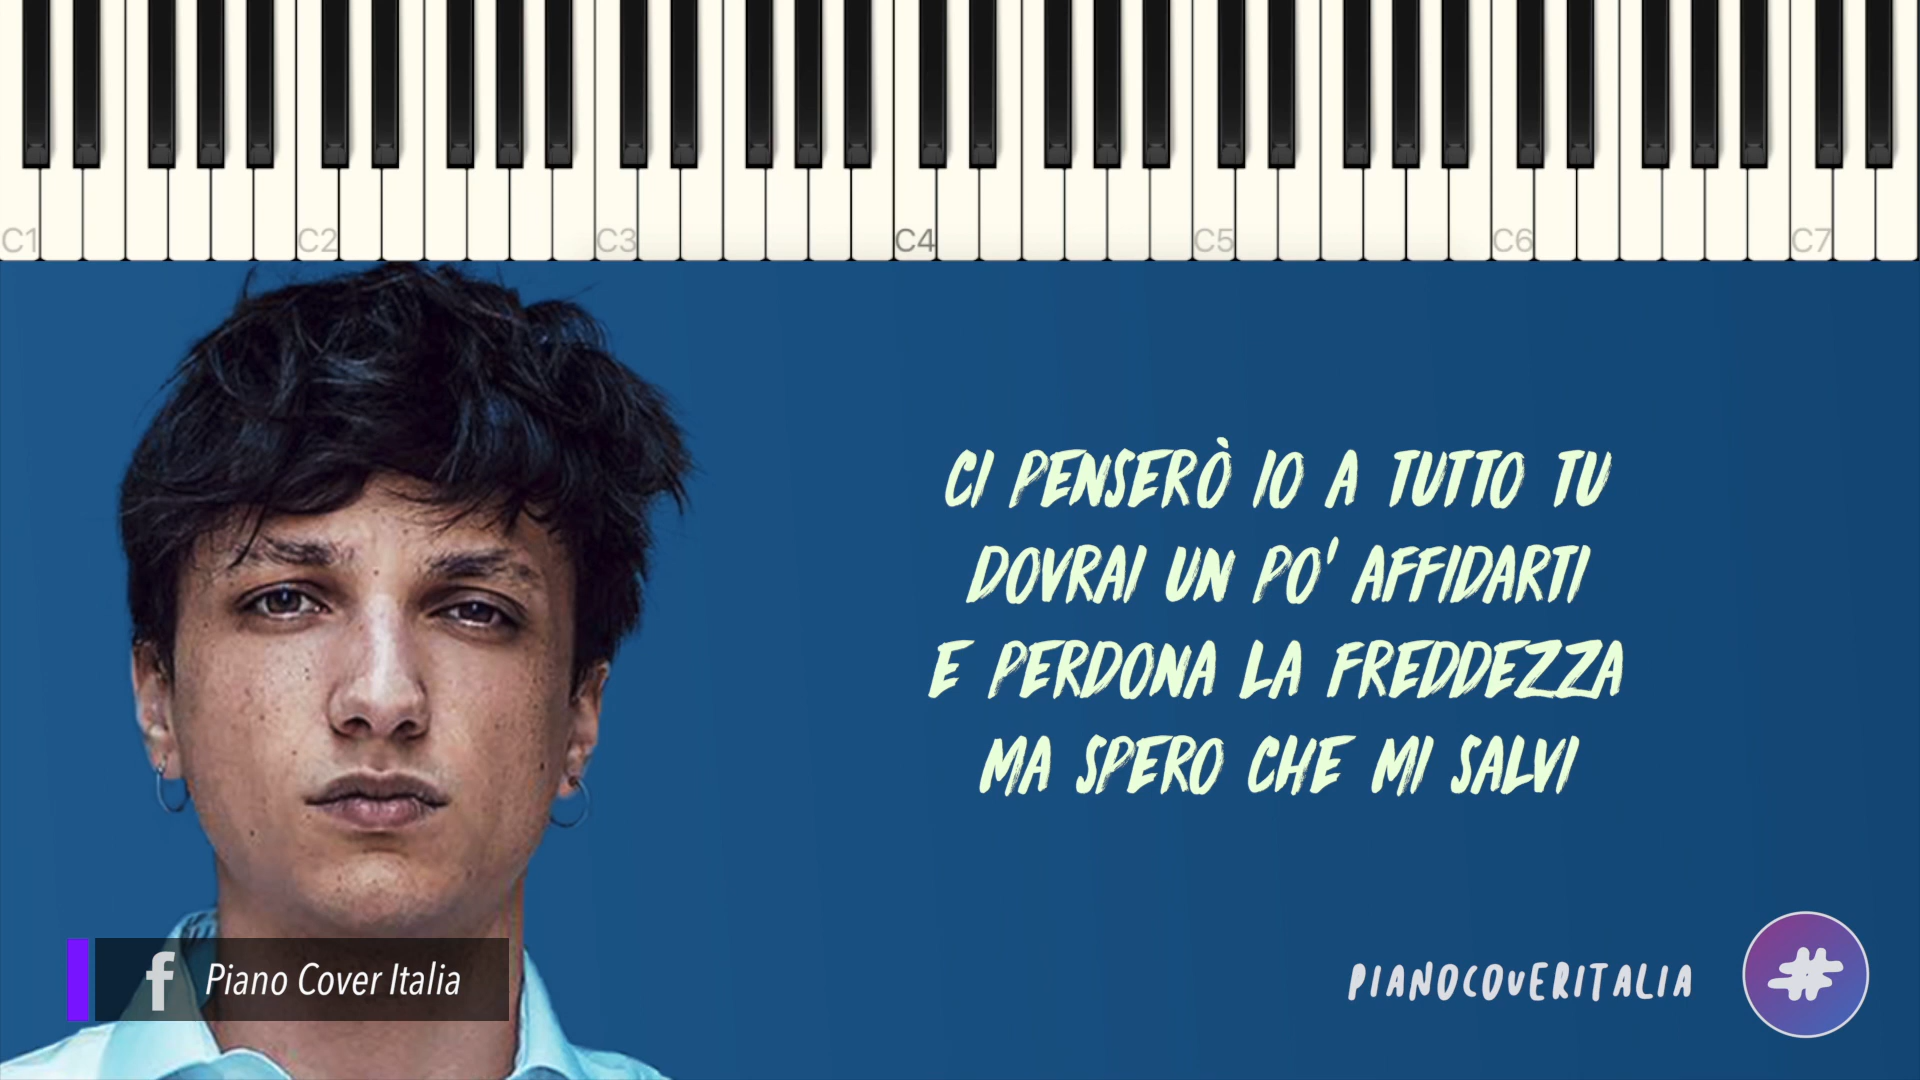 C1 C2 C3 C4 C5 C6 C7
CI PENSERÒ IO A TUTTO TU
DOVRAI UN PO' AFFIDARTI
E PERDONA LA FREDDEZZA
MA SPERO CHE MI SALVI
f Piano Cover Italia
PIANOCOVERITALIA #